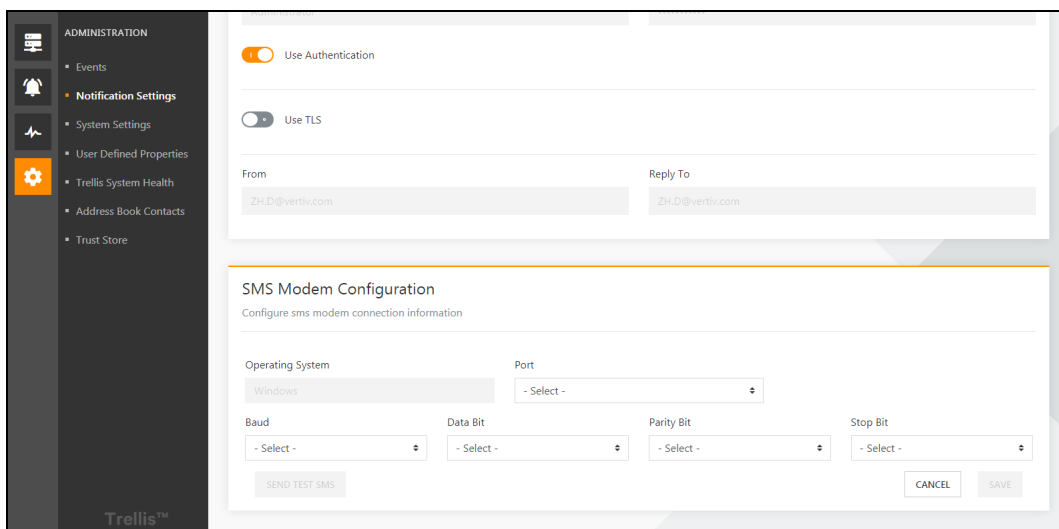 ADMINISTRATION
Events
Notification Settings
System Settings
User Defined Properties
Trellis System Health
Address Book Contacts
Trust Store
Trellis™
Administrator
Use Authentication
Use TLS
From Reply To
ZH.D@vertiv.com ZH.D@vertiv.com
SMS Modem Configuration
Configure sms modem connection information
Operating System Port
Windows - Select -
Baud Data Bit Parity Bit Stop Bit
- Select - - Select - - Select - - Select -
SEND TEST SMS CANCEL SAVE